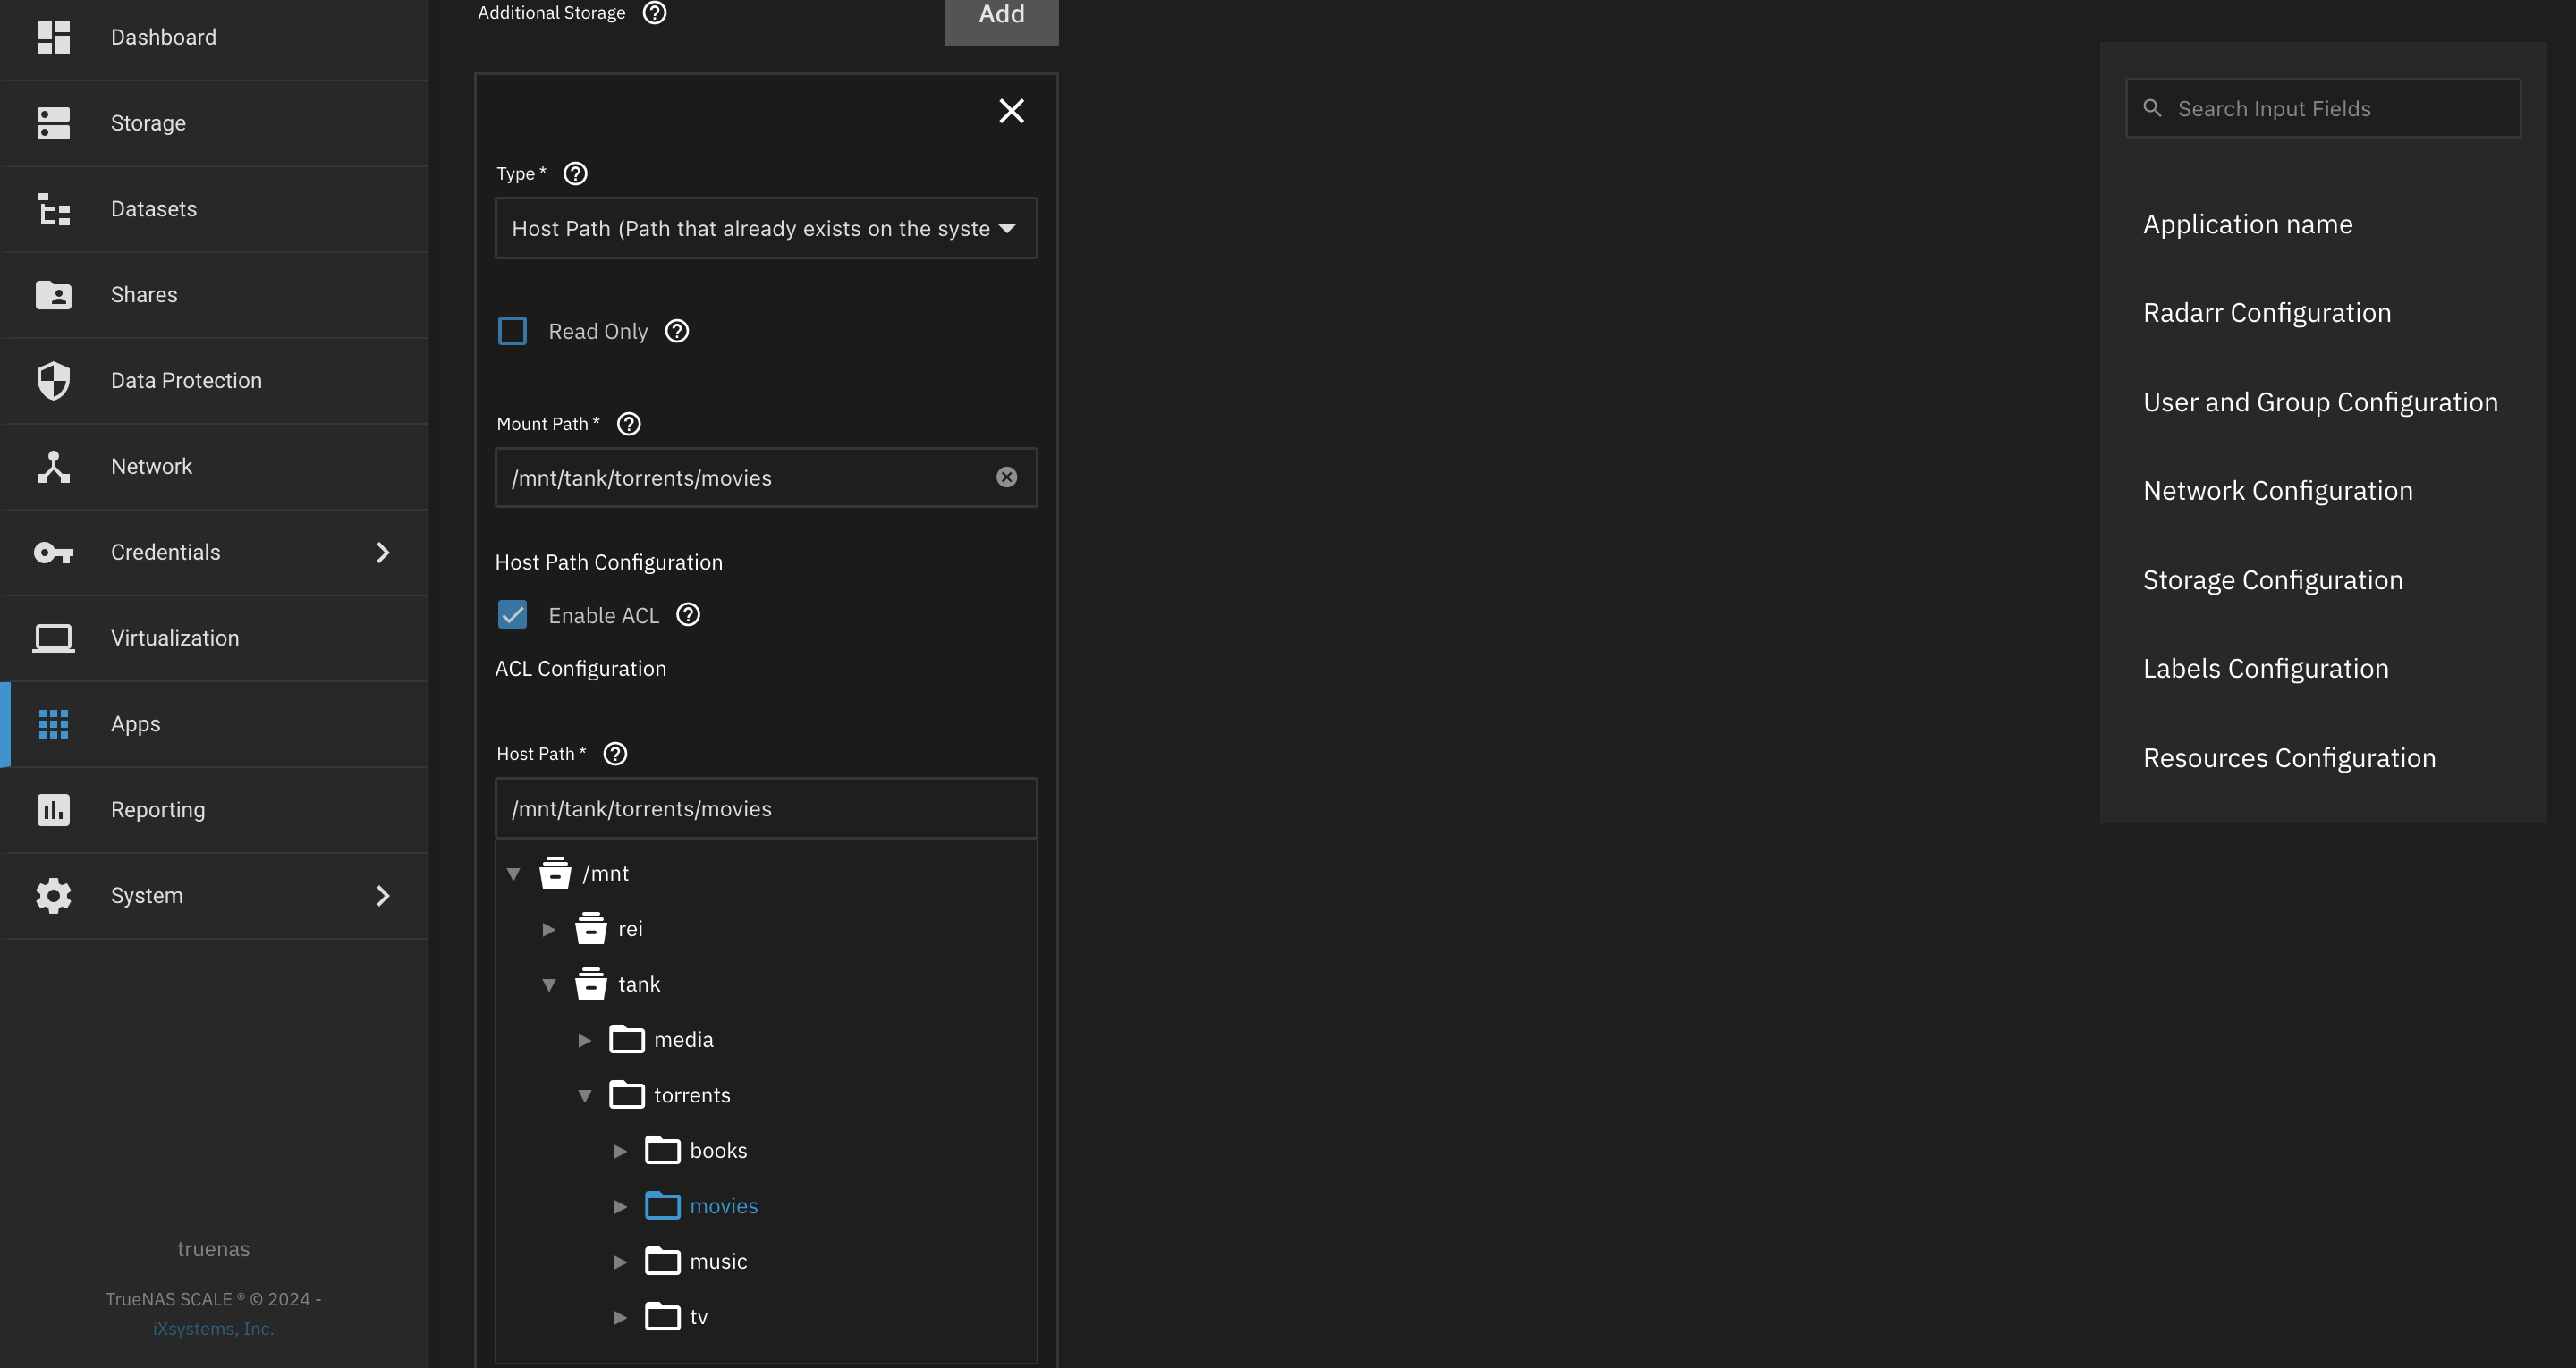 Dashboard
Storage
Datasets
Shares
Data Protection
Network
Credentials
Virtualization
Apps
Reporting
System
truenas
TrueNAS SCALE ® © 2024 -
iXsystems, Inc.
Additional Storage
Add
Type *
Host Path (Path that already exists on the syste
Read Only
Mount Path *
/mnt/tank/torrents/movies
Host Path Configuration
Enable ACL
ACL Configuration
Host Path *
/mnt/tank/torrents/movies
/mnt
rei
tank
media
torrents
books
movies
music
tv
Search Input Fields
Application name
Radarr Configuration
User and Group Configuration
Network Configuration
Storage Configuration
Labels Configuration
Resources Configuration